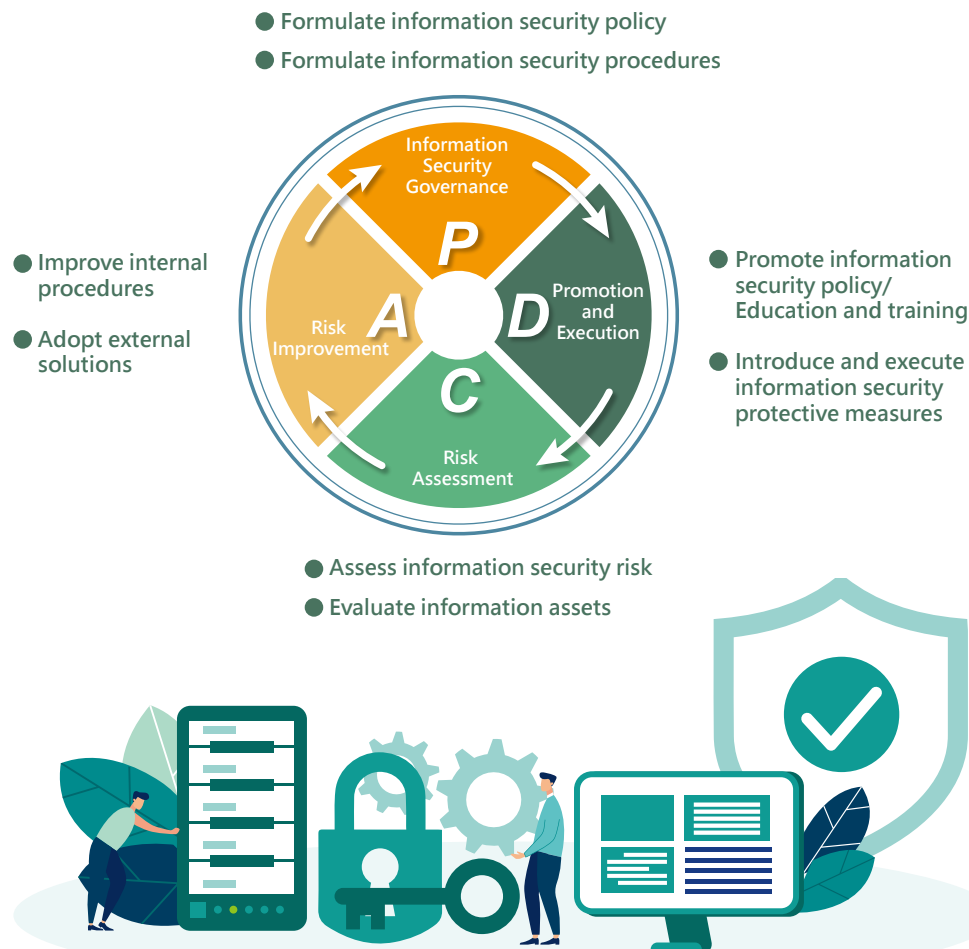 ● Formulate information security policy
● Formulate information security procedures
Information
Security
Governance
P
● Improve internal
procedures
● Adopt external
solutions
Risk
Improvement
A
D
Promotion
and
Execution
● Promote information
security policy/
Education and training
● Introduce and execute
information security
protective measures
C
Risk
Assessment
● Assess information security risk
● Evaluate information assets